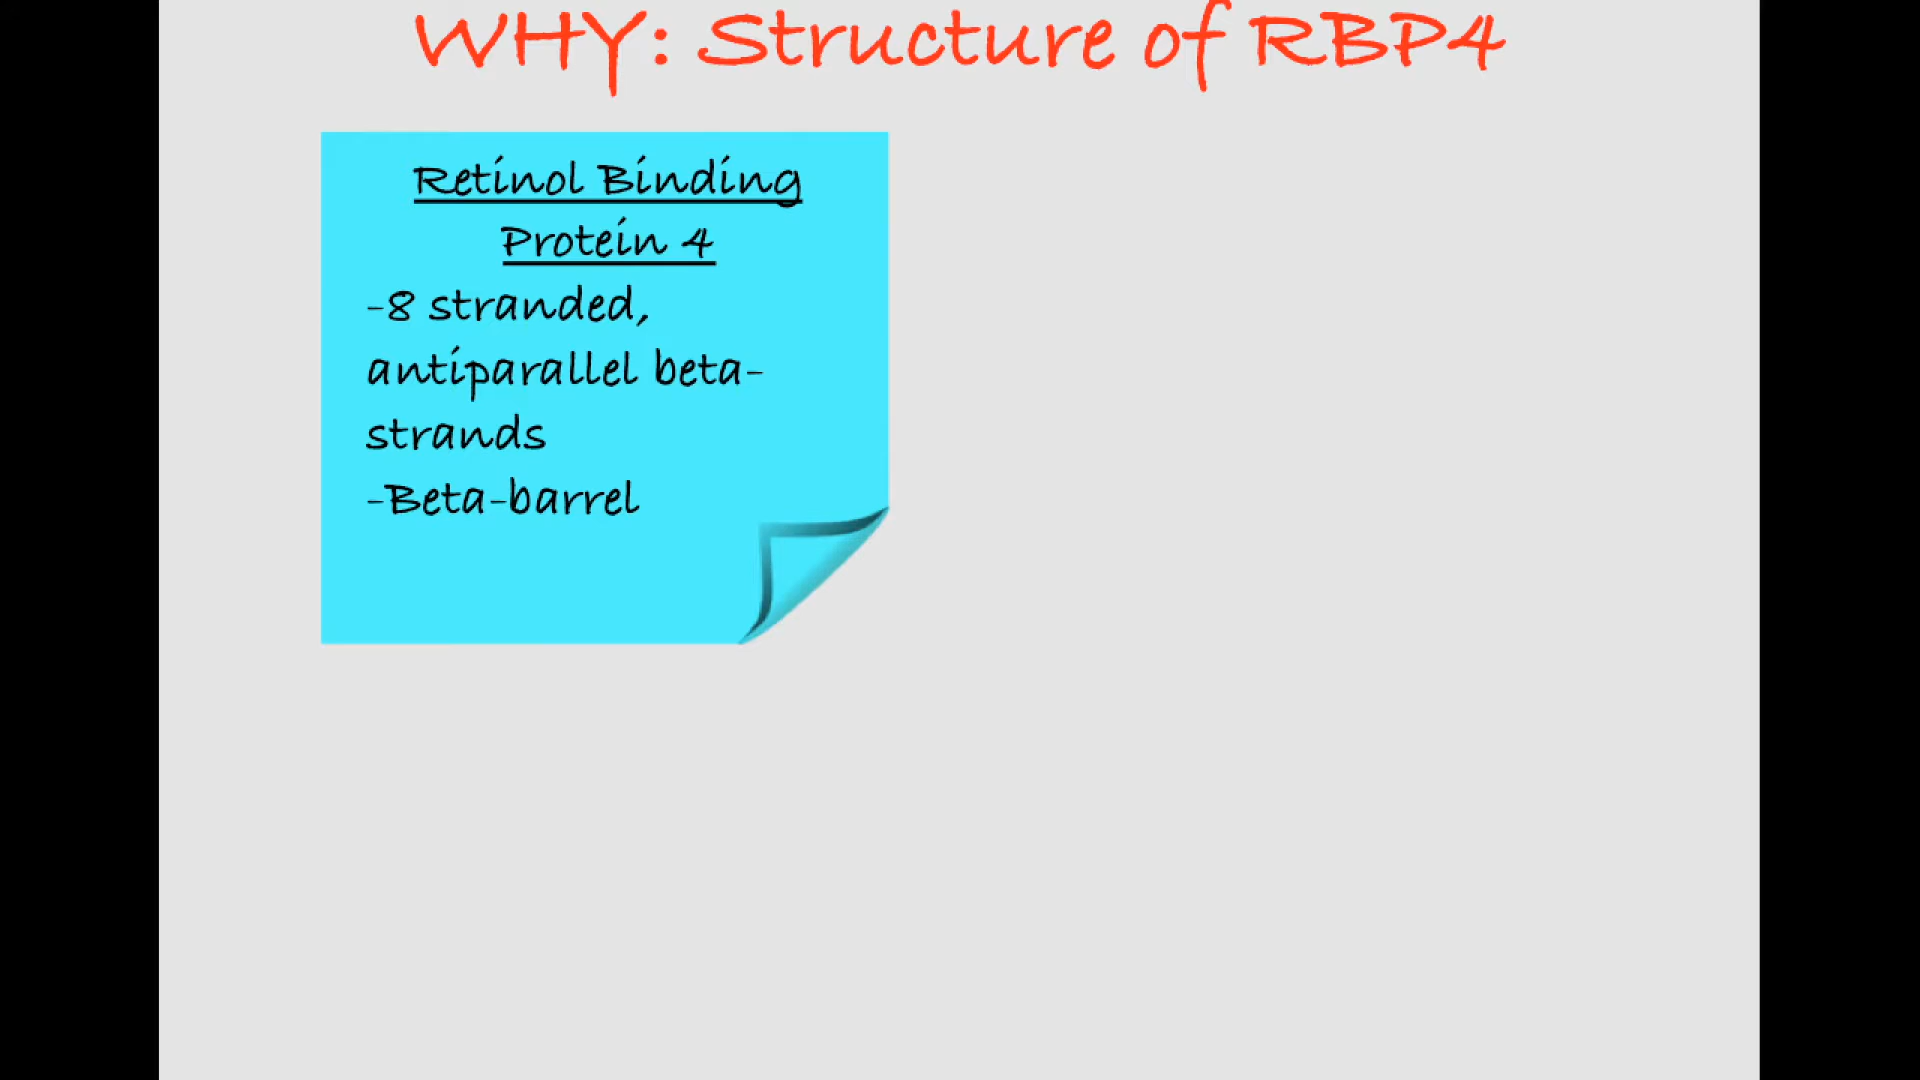 WHY: Structure of RBP4
Retinol Binding
Protein 4
-8 stranded,
antiparallel beta-
strands
-Beta-barrel